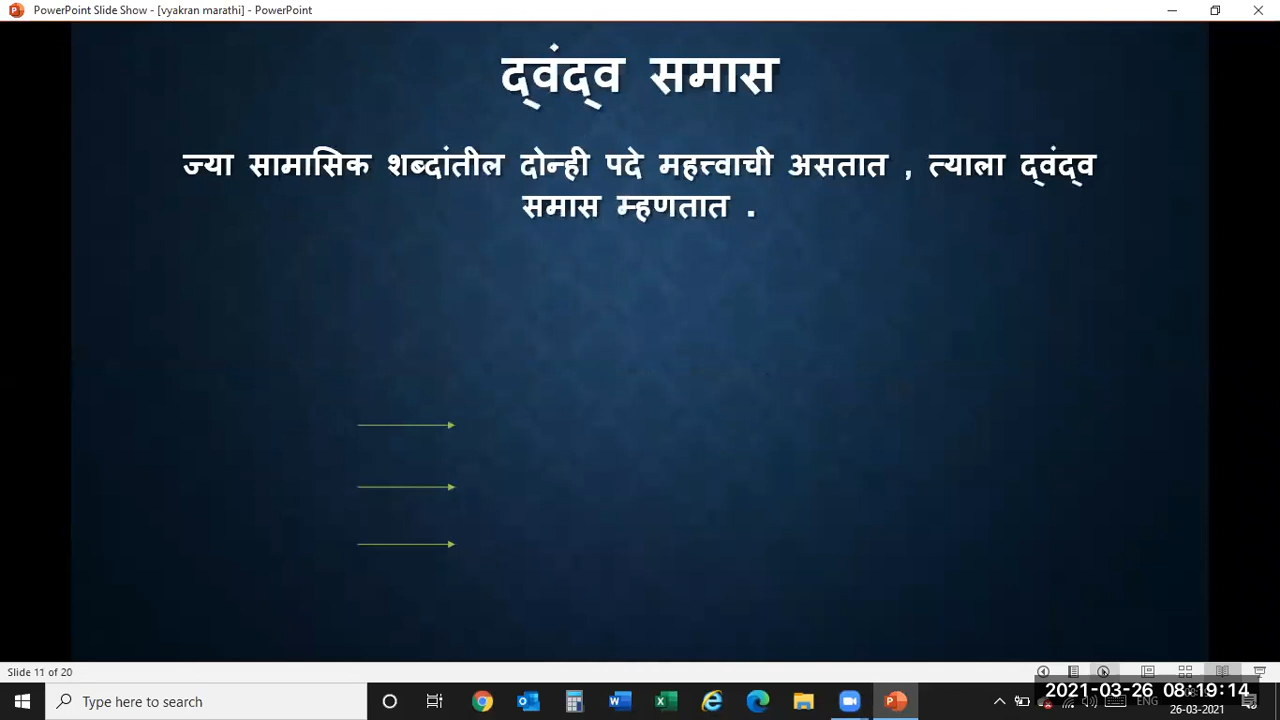 PowerPoint Slide Show - [vyakran marathi] - PowerPoint
द्वंद्व समास
ज्या सामासिक शब्दांतील दोन्ही पदे महत्त्वाची असतात , त्याला द्वंद्व
समास म्हणतात .
Slide 11 of 20
Type here to search
ENG
2021-03-26 08:19:14
26-03-2021